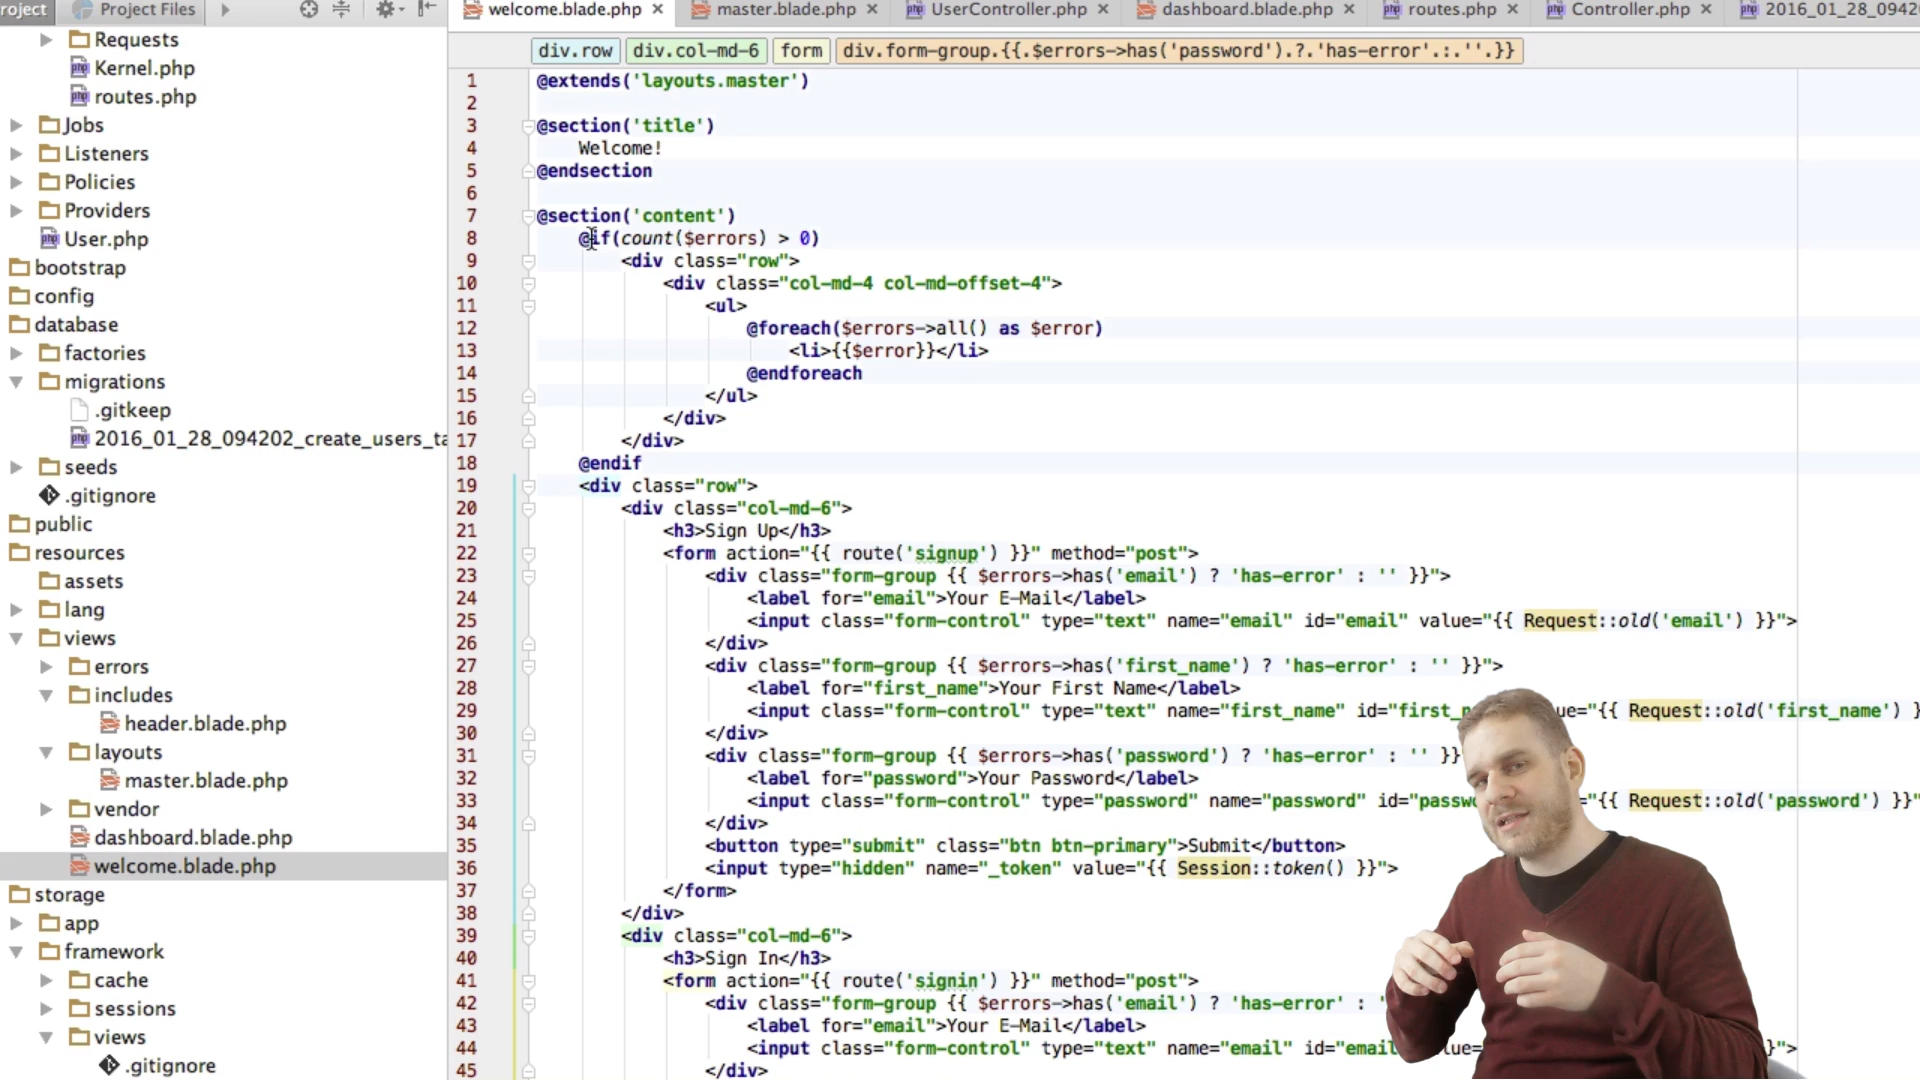 roject
Project Files
welcome.blade.php
master.blade.php
UserController.php
dashboard.blade.php
routes.php
Controller.php
2016_01_28_0942
Requests
Kernel.php
routes.php
Jobs
Listeners
Policies
Providers
User.php
bootstrap
config
database
factories
migrations
.gitkeep
2016_01_28_094202_create_users_ta
seeds
.gitignore
public
resources
assets
lang
views
errors
includes
header.blade.php
layouts
master.blade.php
vendor
dashboard.blade.php
welcome.blade.php
storage
app
framework
cache
sessions
views
.gitignore
div.row div.col-md-6 form div.form-group.{{.$errors->has('password').?.'has-error'.:.''.}}
1 @extends('layouts.master')
2
3 @section('title')
4 Welcome!
5 @endsection
6
7 @section('content')
8 @if(count($errors) > 0)
9 <div class="row">
10 <div class="col-md-4 col-md-offset-4">
11 <ul>
12 @foreach($errors->all() as $error)
13 <li>{{$error}}</li>
14 @endforeach
15 </ul>
16 </div>
17 </div>
18 @endif
19 <div class="row">
20 <div class="col-md-6">
21 <h3>Sign Up</h3>
22 <form action="{{ route('signup') }}" method="post">
23 <div class="form-group {{ $errors->has('email') ? 'has-error' : '' }}">
24 <label for="email">Your E-Mail</label>
25 <input class="form-control" type="text" name="email" id="email" value="{{ Request::old('email') }}">
26 </div>
27 <div class="form-group {{ $errors->has('first_name') ? 'has-error' : '' }}">
28 <label for="first_name">Your First Name</label>
29 <input class="form-control" type="text" name="first_name" id="first_n ue="{{ Request::old('first_name') }
30 </div>
31 <div class="form-group {{ $errors->has('password') ? 'has-error' : '' }}
32 <label for="password">Your Password</label>
33 <input class="form-control" type="password" name="password" id="passw ="{{ Request::old('password') }}"
34 </div>
35 <button type="submit" class="btn btn-primary">Submit</button>
36 <input type="hidden" name="_token" value="{{ Session::token() }}">
37 </form>
38 </div>
39 <div class="col-md-6">
40 <h3>Sign In</h3>
41 <form action="{{ route('signin') }}" method="post">
42 <div class="form-group {{ $errors->has('email') ? 'has-error' : '
43 <label for="email">Your E-Mail</label>
44 <input class="form-control" type="text" name="email" id="email lue= }">
45 </div>